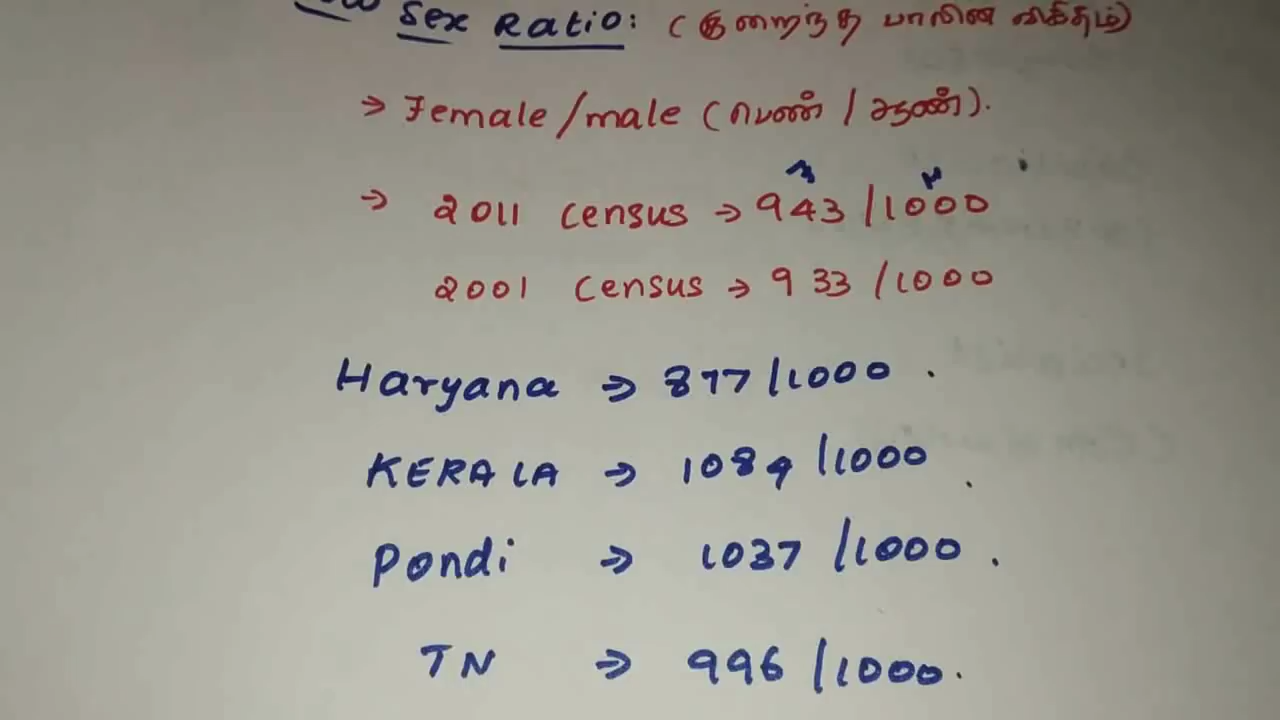 Sex Ratio: (குறைந்த பாலின விகிதம்)
→ Female/male (பெண் / ஆண்).
→ 2011 Census → 943/1000
2001 Census → 933/1000
Haryana → 877/1000.
KERALA → 1084/1000.
Pondi → 1037/1000.
TN → 996/1000.